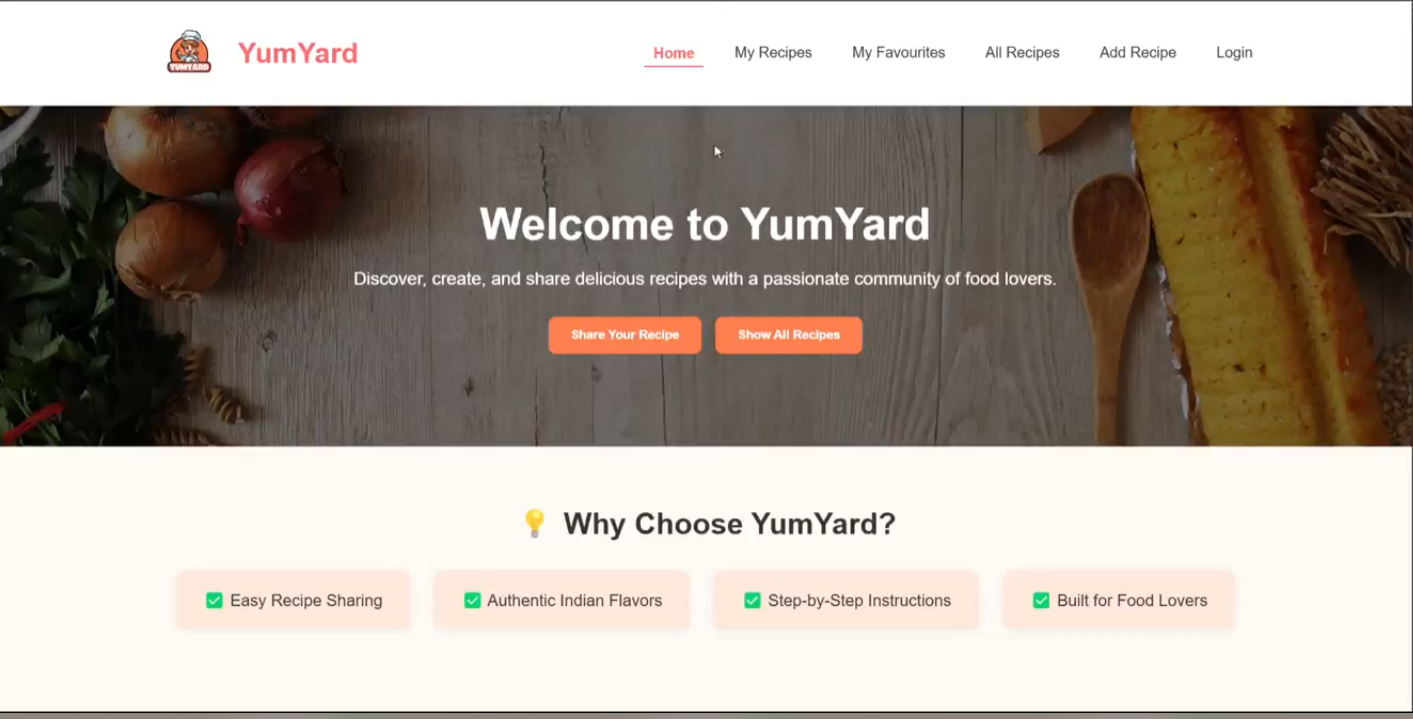 YUMYARD
YumYard
Home
My Recipes
My Favourites
All Recipes
Add Recipe
Login
Welcome to YumYard
Discover, create, and share delicious recipes with a passionate community of food lovers.
Share Your Recipe
Show All Recipes
Why Choose YumYard?
Easy Recipe Sharing
Authentic Indian Flavors
Step-by-Step Instructions
Built for Food Lovers